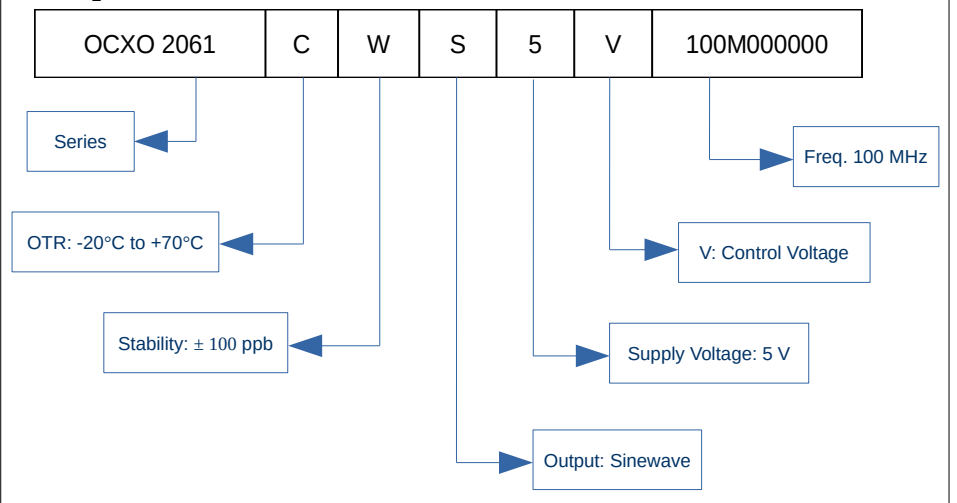 OCXO 2061 C W S 5 V 100M000000
Series
Freq. 100 MHz
OTR: -20°C to +70°C
V: Control Voltage
Stability: ± 100 ppb
Supply Voltage: 5 V
Output: Sinewave